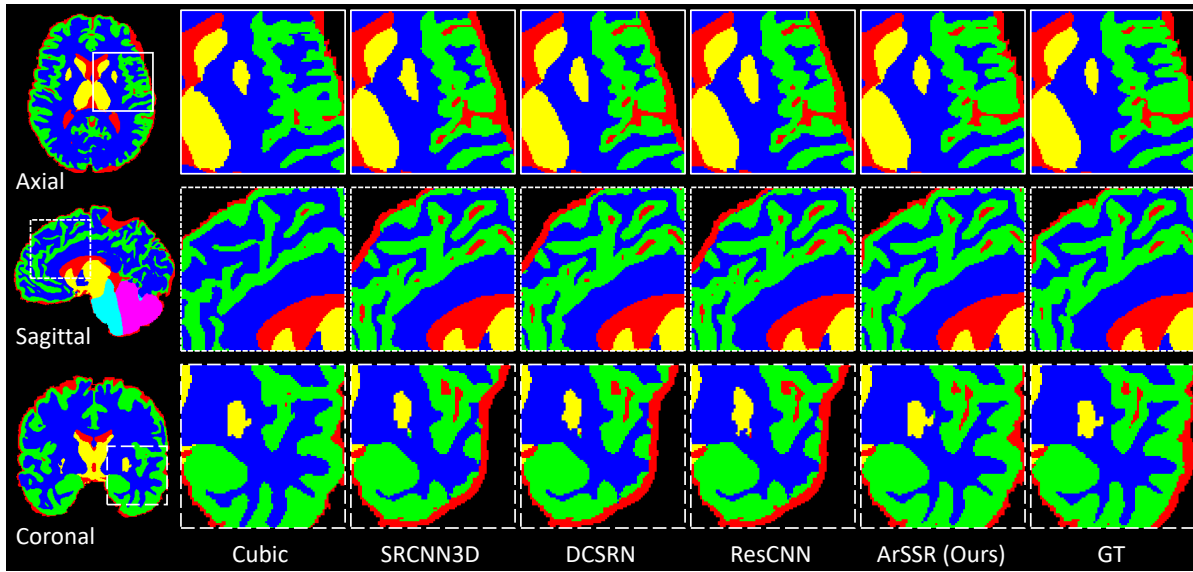 Axial
Sagittal
Coronal
Cubic SRCNN3D DCSRN ResCNN ArSSR (Ours) GT